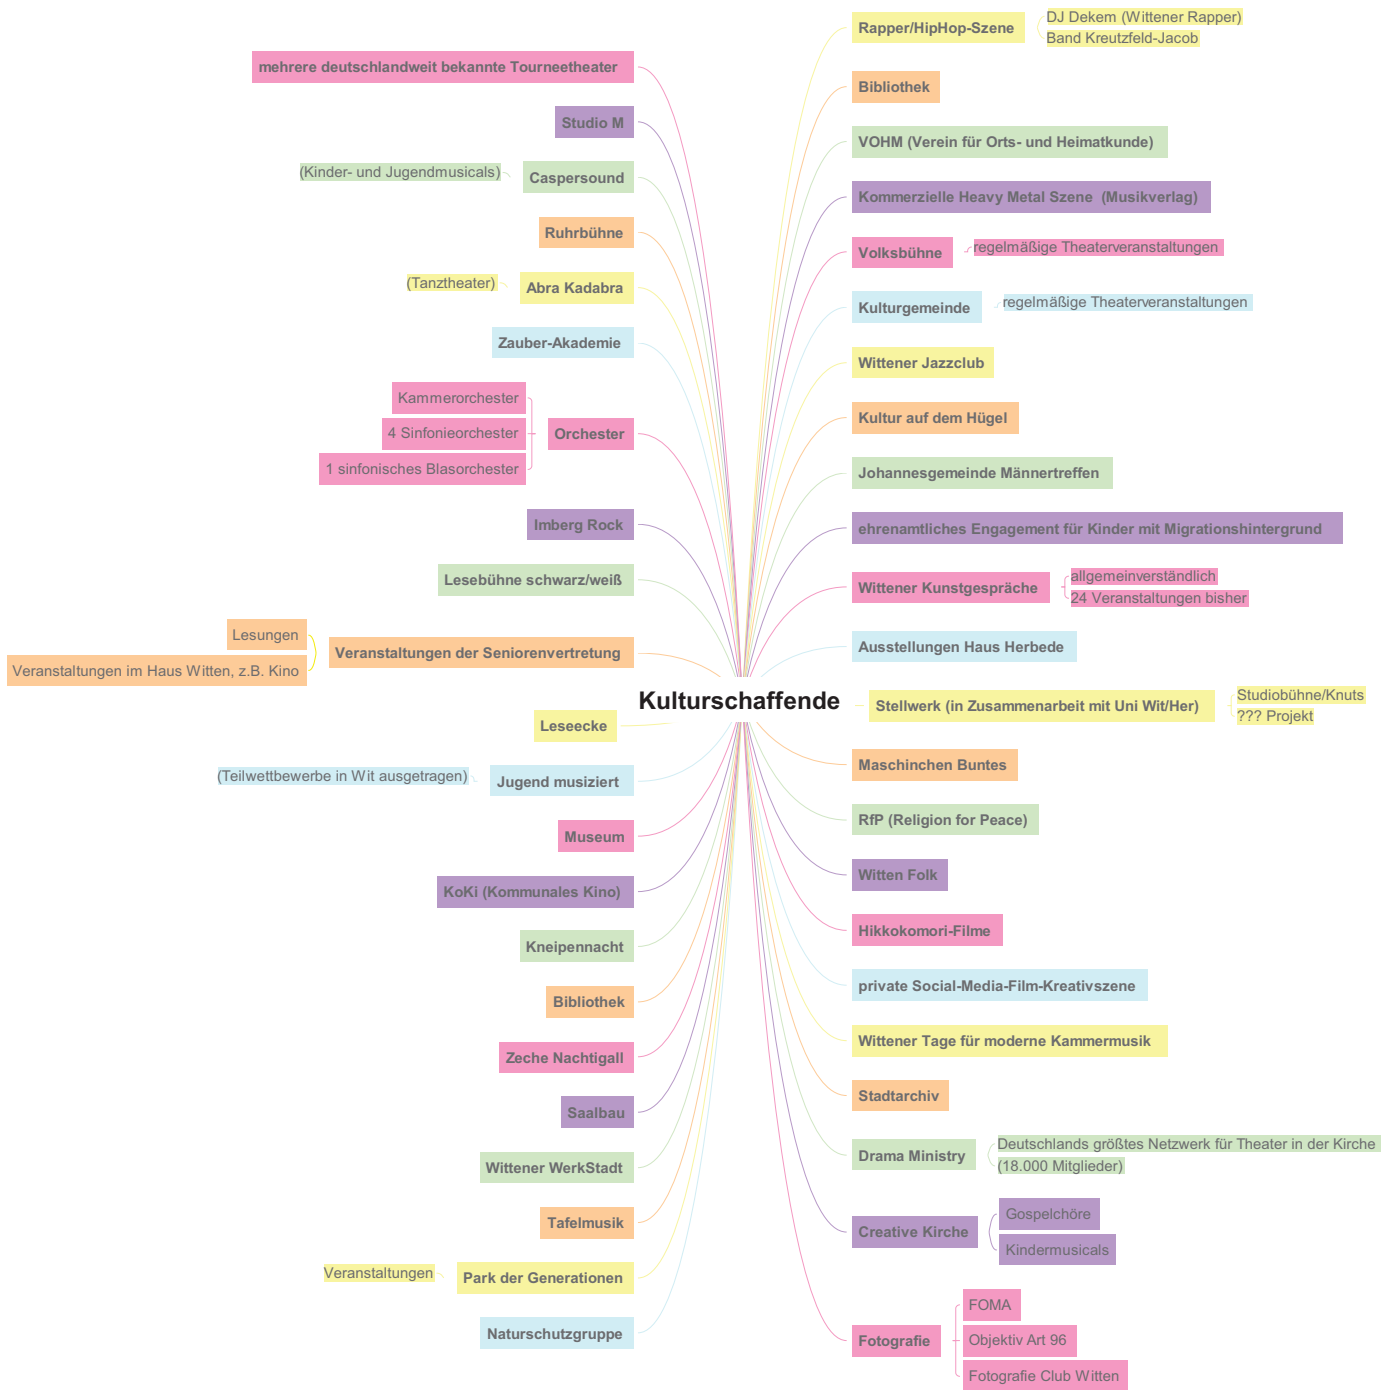 Kulturschaffende
Rapper/HipHop-Szene
DJ Dekem (Wittener Rapper)
Band Kreutzfeld-Jacob
Bibliothek
VOHM (Verein für Orts- und Heimatkunde)
Kommerzielle Heavy Metal Szene  (Musikverlag)
Volksbühne
regelmäßige Theaterveranstaltungen
Kulturgemeinde
regelmäßige Theaterveranstaltungen
Wittener Jazzclub
Kultur auf dem Hügel
Johannesgemeinde Männertreffen
ehrenamtliches Engagement für Kinder mit Migrationshintergrund
Wittener Kunstgespräche
allgemeinverständlich
24 Veranstaltungen bisher
Ausstellungen Haus Herbede
Stellwerk (in Zusammenarbeit mit Uni Wit/Her)
Studiobühne/Knuts
??? Projekt
Maschinchen Buntes
RfP (Religion for Peace)
Witten Folk
Hikkokomori-Filme
private Social-Media-Film-Kreativszene
Wittener Tage für moderne Kammermusik
Stadtarchiv
Drama Ministry
Deutschlands größtes Netzwerk für Theater in der Kirche
(18.000 Mitglieder)
Creative Kirche
Gospelchöre
Kindermusicals
Fotografie
FOMA
Objektiv Art 96
Fotografie Club Witten
mehrere deutschlandweit bekannte Tourneetheater
Studio M
Caspersound
(Kinder- und Jugendmusicals)
Ruhrbühne
Abra Kadabra
(Tanztheater)
Zauber-Akademie
Orchester
Kammerorchester
4 Sinfonieorchester
1 sinfonisches Blasorchester
Imberg Rock
Lesebühne schwarz/weiß
Veranstaltungen der Seniorenvertretung
Lesungen
Veranstaltungen im Haus Witten, z.B. Kino
Leseecke
Jugend musiziert
(Teilwettbewerbe in Wit ausgetragen)
Museum
KoKi (Kommunales Kino)
Kneipennacht
Bibliothek
Zeche Nachtigall
Saalbau
Wittener WerkStadt
Tafelmusik
Park der Generationen
Veranstaltungen
Naturschutzgruppe